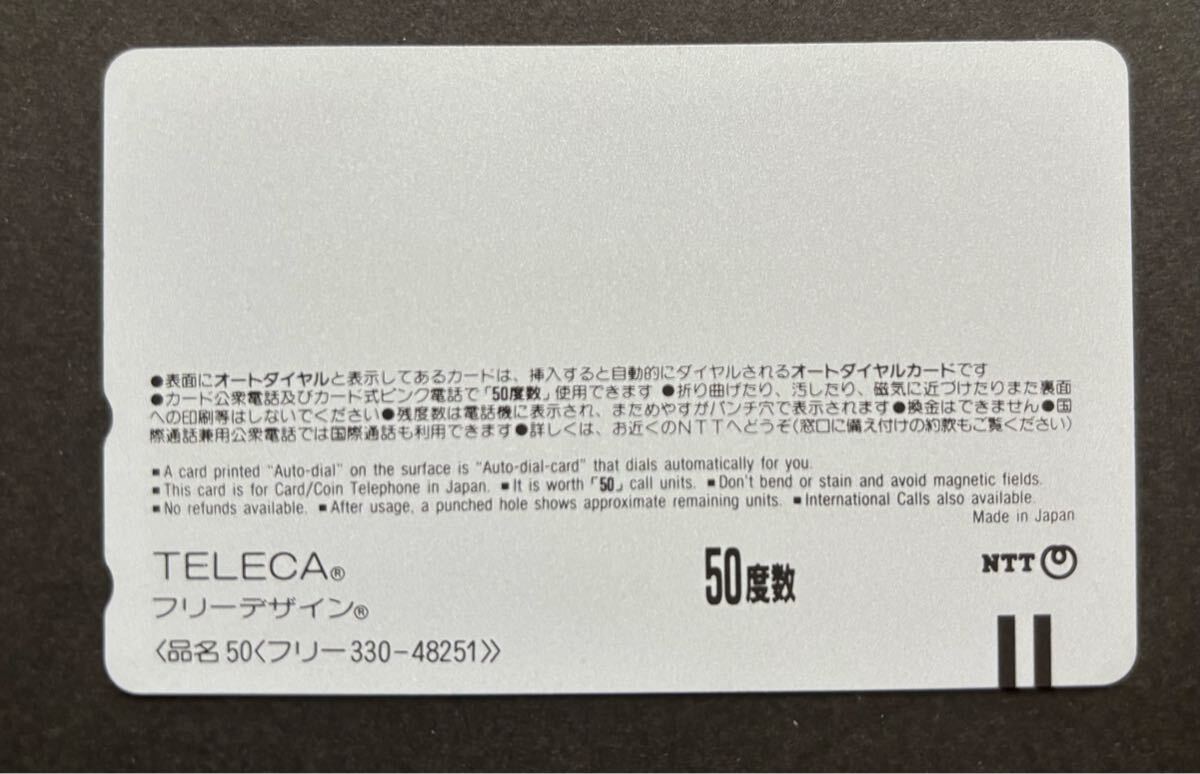 ●表面にオートダイヤルと表示してあるカードは、挿入すると自動的にダイヤルされるオートダイヤルカードです
●カード公衆電話及びカード式ピンク電話で「50度数」使用できます ●折り曲げたり、汚したり、磁気に近づけたりまた裏面
への印刷等はしないでください●残度数は電話機に表示され、まためやすがパンチ穴で表示されます●換金はできません●国
際通話兼用公衆電話では国際通話も利用できます●詳しくは、お近くのNTTへどうぞ(窓口に備え付けの約款もご覧ください)
■A card printed "Auto-dial" on the surface is "Auto-dial-card" that dials automatically for you.
■This card is for Card/Coin Telephone in Japan. ■It is worth「50」call units. ■Don't bend or stain and avoid magnetic fields.
■No refunds available. ■After usage, a punched hole shows approximate remaining units. ■International Calls also available.
Made in Japan
TELECA®
フリーデザイン®
〈品名50〈フリー330-48251〉〉
50度数
NTT